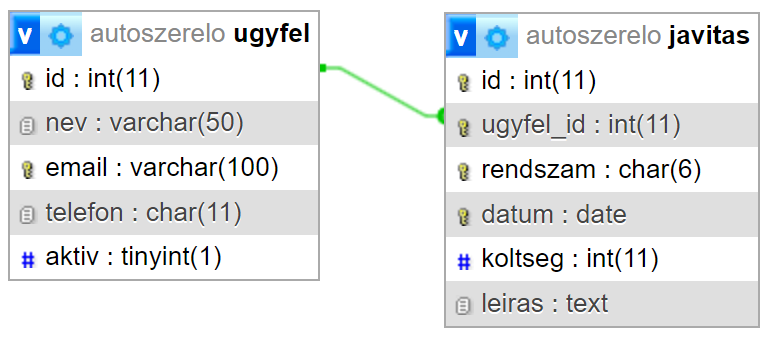 v autoszerelo ugyfel
id : int(11)
nev : varchar(50)
email : varchar(100)
telefon : char(11)
# aktiv : tinyint(1)
v autoszerelo javitas
id : int(11)
ugyfel_id : int(11)
rendszam : char(6)
datum : date
# koltseg : int(11)
leiras : text